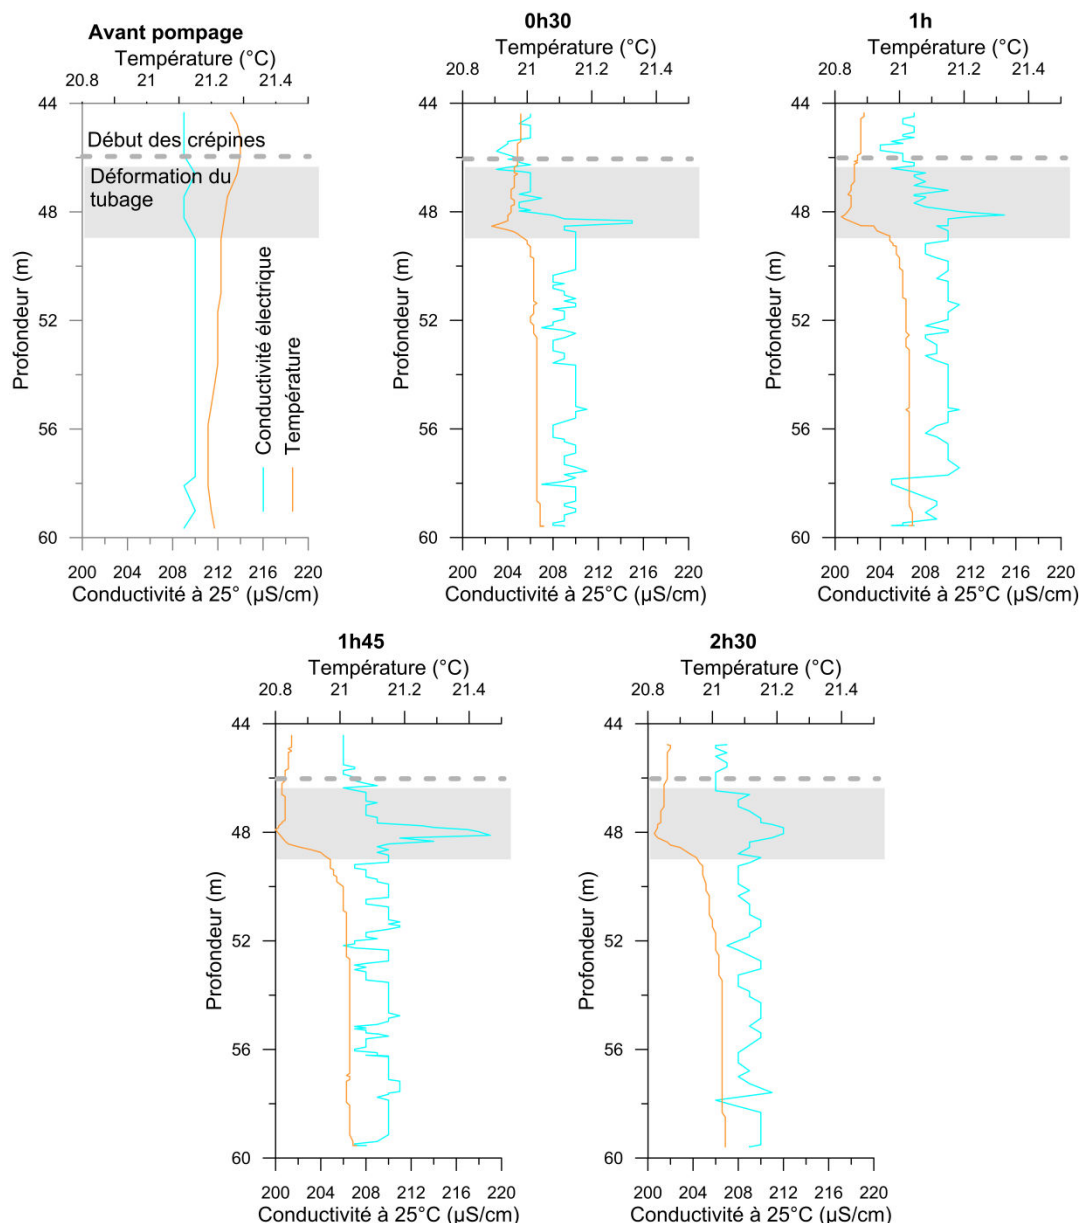 Avant pompage
Température (°C)
20.8 21 21.2 21.4
44
Début des crépines
Déformation du
tubage
48
52
56
60
Profondeur (m)
Conductivité électrique
Température
200 204 208 212 216 220
Conductivité à 25° (µS/cm)
0h30
Température (°C)
20.8 21 21.2 21.4
44
48
52
56
60
Profondeur (m)
200 204 208 212 216 220
Conductivité à 25°C (µS/cm)
1h
Température (°C)
20.8 21 21.2 21.4
44
48
52
56
60
Profondeur (m)
200 204 208 212 216 220
Conductivité à 25°C (µS/cm)
1h45
Température (°C)
20.8 21 21.2 21.4
44
48
52
56
60
Profondeur (m)
200 204 208 212 216 220
Conductivité à 25°C (µS/cm)
2h30
Température (°C)
20.8 21 21.2 21.4
44
48
52
56
60
Profondeur (m)
200 204 208 212 216 220
Conductivité à 25°C (µS/cm)